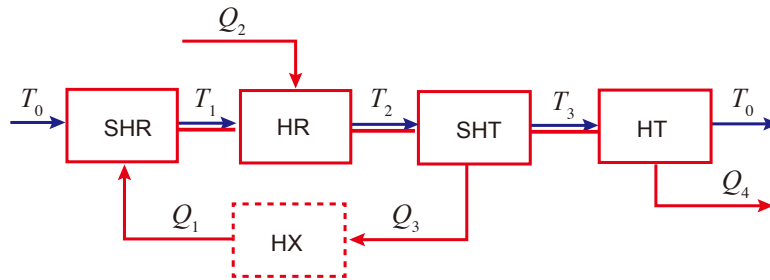 Q₂
T₀ SHR T₁ HR T₂ SHT T₃ HT T₀
Q₁ HX Q₃ Q₄